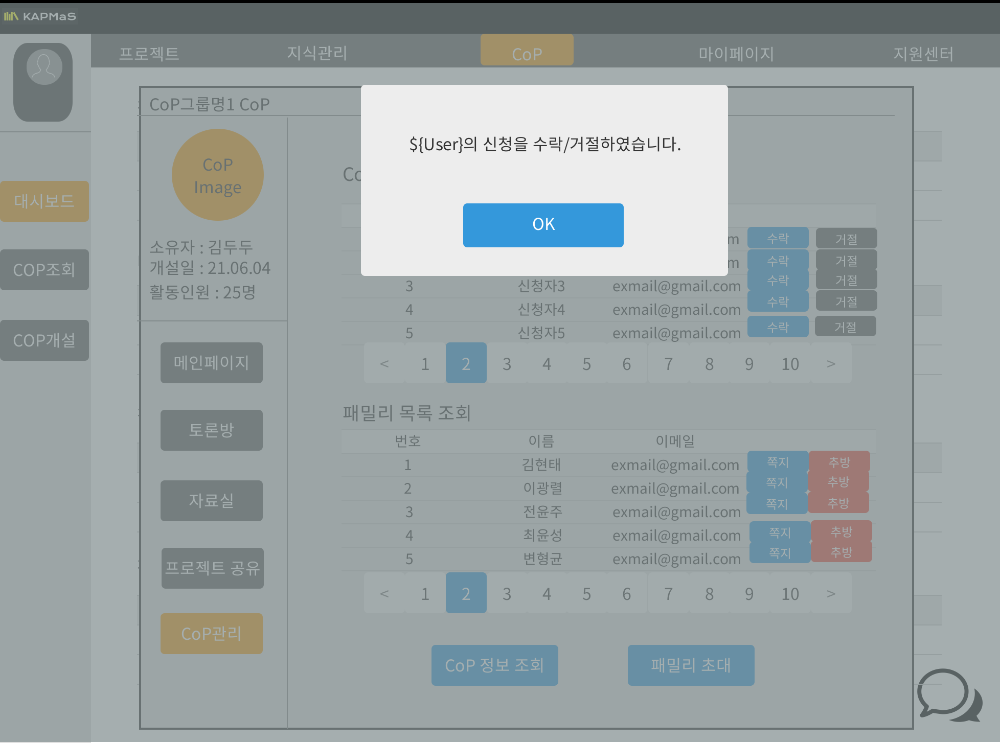 KAPMaS
프로젝트 지식관리 CoP 마이페이지 지원센터
대시보드
COP조회
COP개설
CoP그룹명1 CoP
CoP
Image
소유자 : 김두두
개설일 : 21.06.04
활동인원 : 25명
메인페이지
토론방
자료실
프로젝트 공유
CoP관리
${User}의 신청을 수락/거절하였습니다.
OK
수락 거절
수락 거절
3 신청자3 exmail@gmail.com 수락 거절
4 신청자4 exmail@gmail.com 수락 거절
5 신청자5 exmail@gmail.com 수락 거절
< 1 2 3 4 5 6 7 8 9 10 >
패밀리 목록 조회
번호 이름 이메일
1 김현태 exmail@gmail.com 쪽지 추방
2 이광렬 exmail@gmail.com 쪽지 추방
3 전윤주 exmail@gmail.com 쪽지 추방
4 최윤성 exmail@gmail.com 쪽지 추방
5 변형균 exmail@gmail.com 쪽지 추방
< 1 2 3 4 5 6 7 8 9 10 >
CoP 정보 조회 패밀리 초대